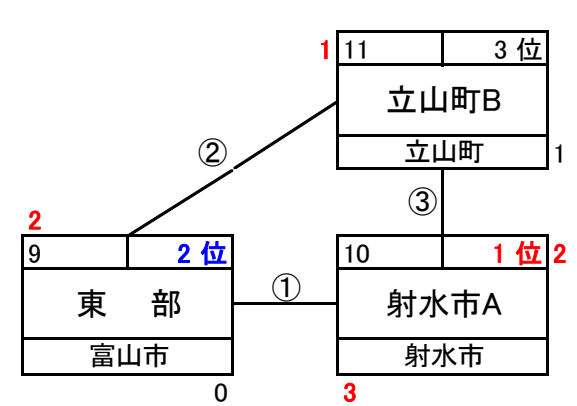 1 11 3 位
立山町B
立山町 1
②
③
2
9 2 位
10 1 位 2
東 部
①
射水市A
富山市
射水市
0
3